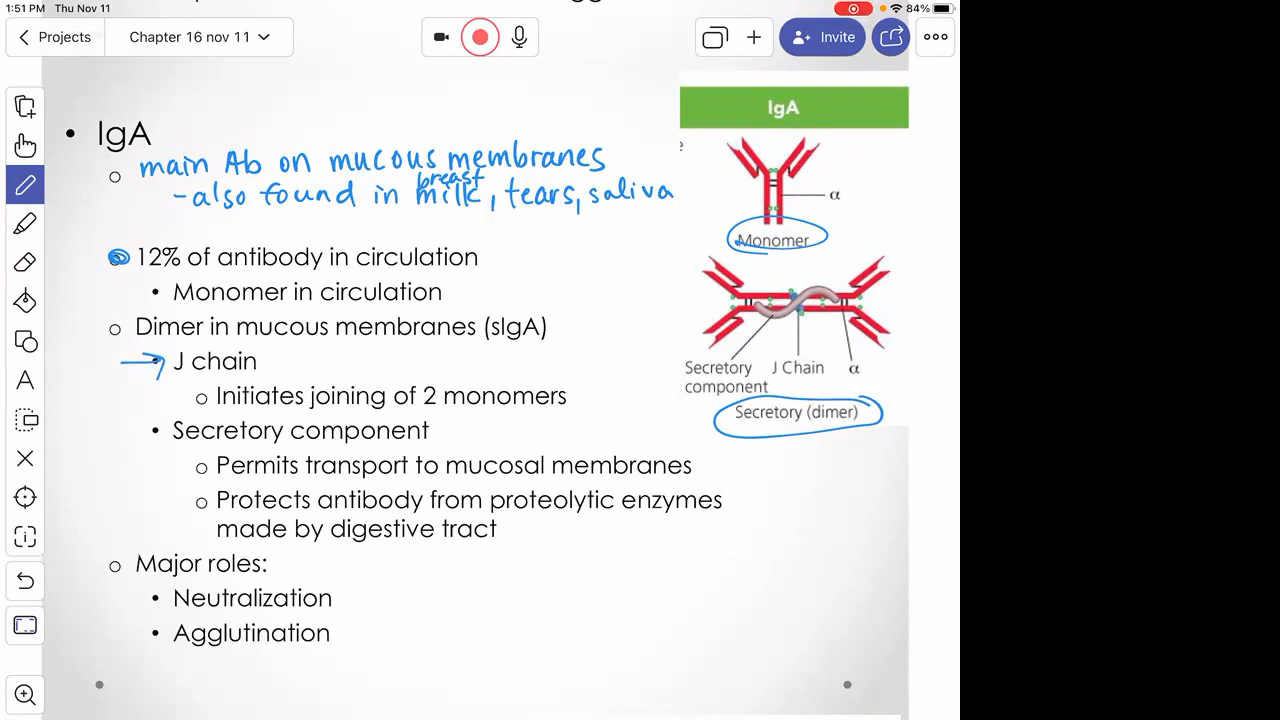 1:51 PM Thu Nov 11
84%
Projects
Chapter 16 nov 11
Invite
• IgA
main Ab on mucous membranes
breast
-also found in milk, tears, saliva
12% of antibody in circulation
• Monomer in circulation
o Dimer in mucous membranes (sIgA)
→ J chain
o Initiates joining of 2 monomers
• Secretory component
o Permits transport to mucosal membranes
o Protects antibody from proteolytic enzymes
made by digestive tract
o Major roles:
• Neutralization
• Agglutination
IgA
α
Monomer
Secretory component
J Chain
α
Secretory (dimer)